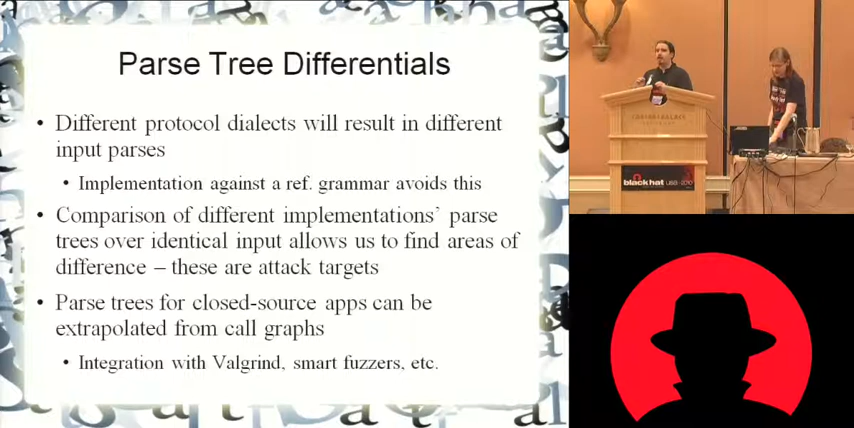 Parse Tree Differentials
• Different protocol dialects will result in different
input parses
• Implementation against a ref. grammar avoids this
• Comparison of different implementations' parse
trees over identical input allows us to find areas of
difference – these are attack targets
• Parse trees for closed-source apps can be
extrapolated from call graphs
• Integration with Valgrind, smart fuzzers, etc.
black hat USA + 2010